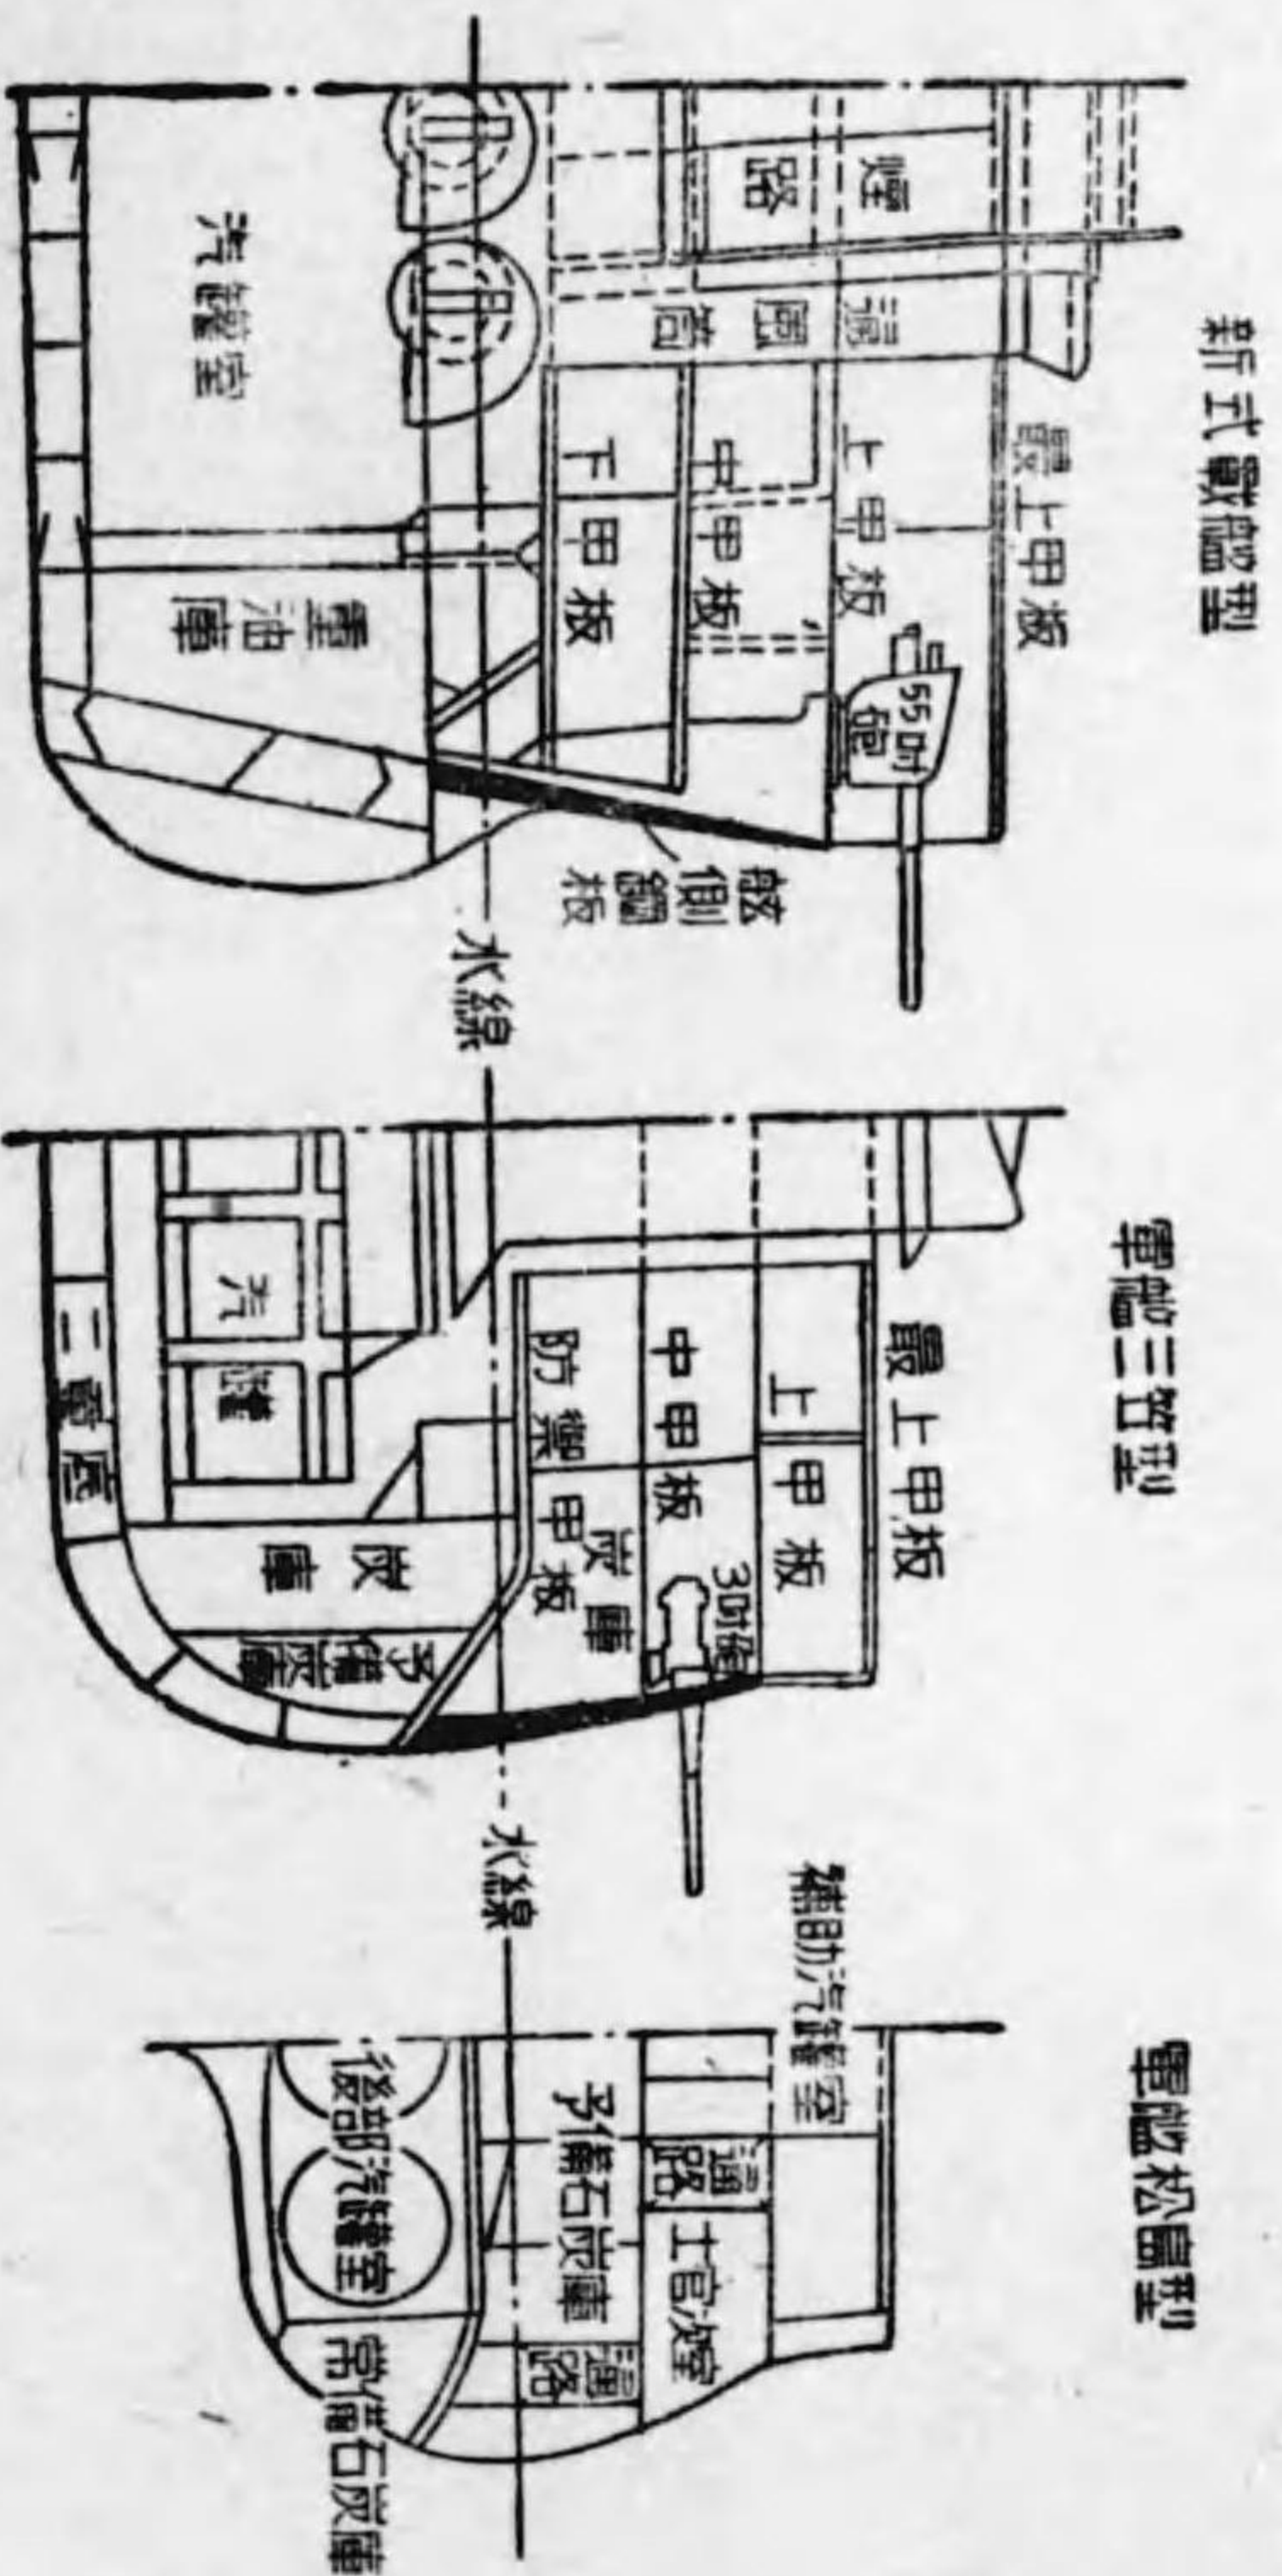 新式戰艦型
最上甲板
煙路
通風筒
上甲板
中甲板
下甲板
55吋砲
舷側鋼板
汽罐室
重油庫
水線
軍艦三笠型
最上甲板
上甲板
中甲板
3吋砲
防禦甲板
炭庫
汽罐
炭庫
予備炭庫
二重底
水線
軍艦松島型
補助汽罐室
通路
士官次室
予備石炭庫
通路
後部汽罐室
常備石炭庫